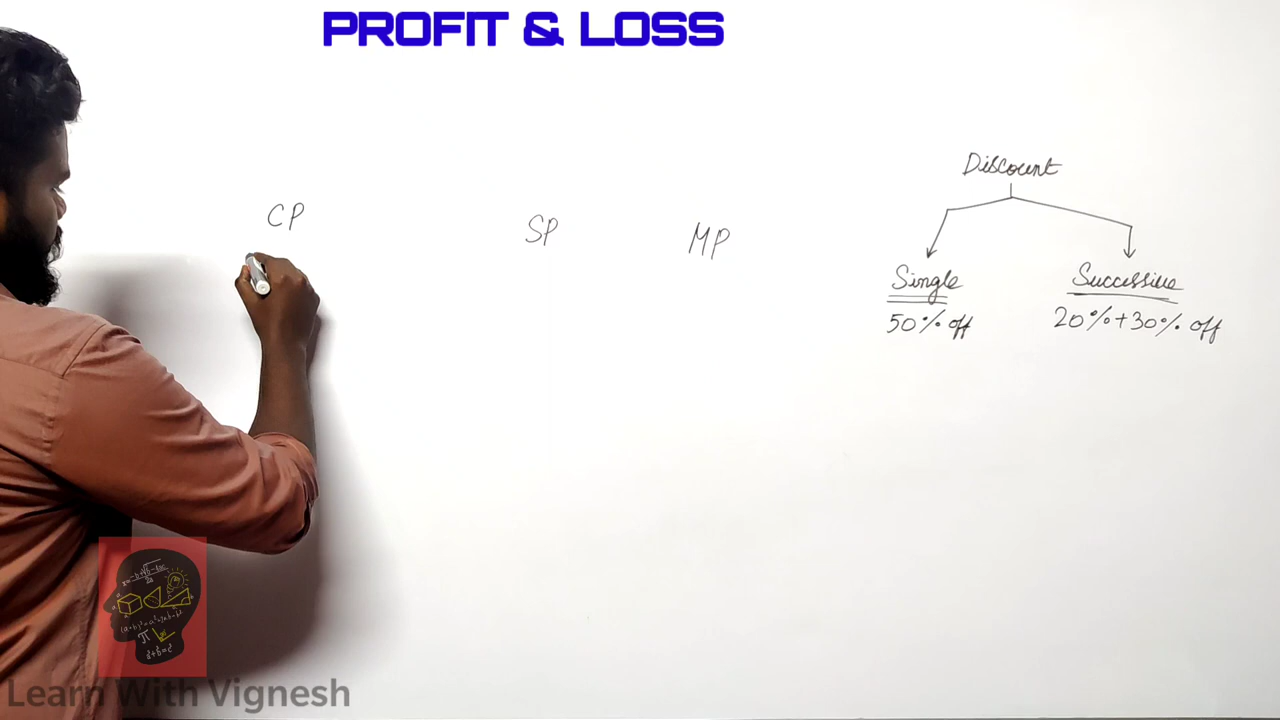 PROFIT & LOSS
CP
SP
MP
Discount
Single
Successive
50% off
20%+30% off
Learn With Vignesh